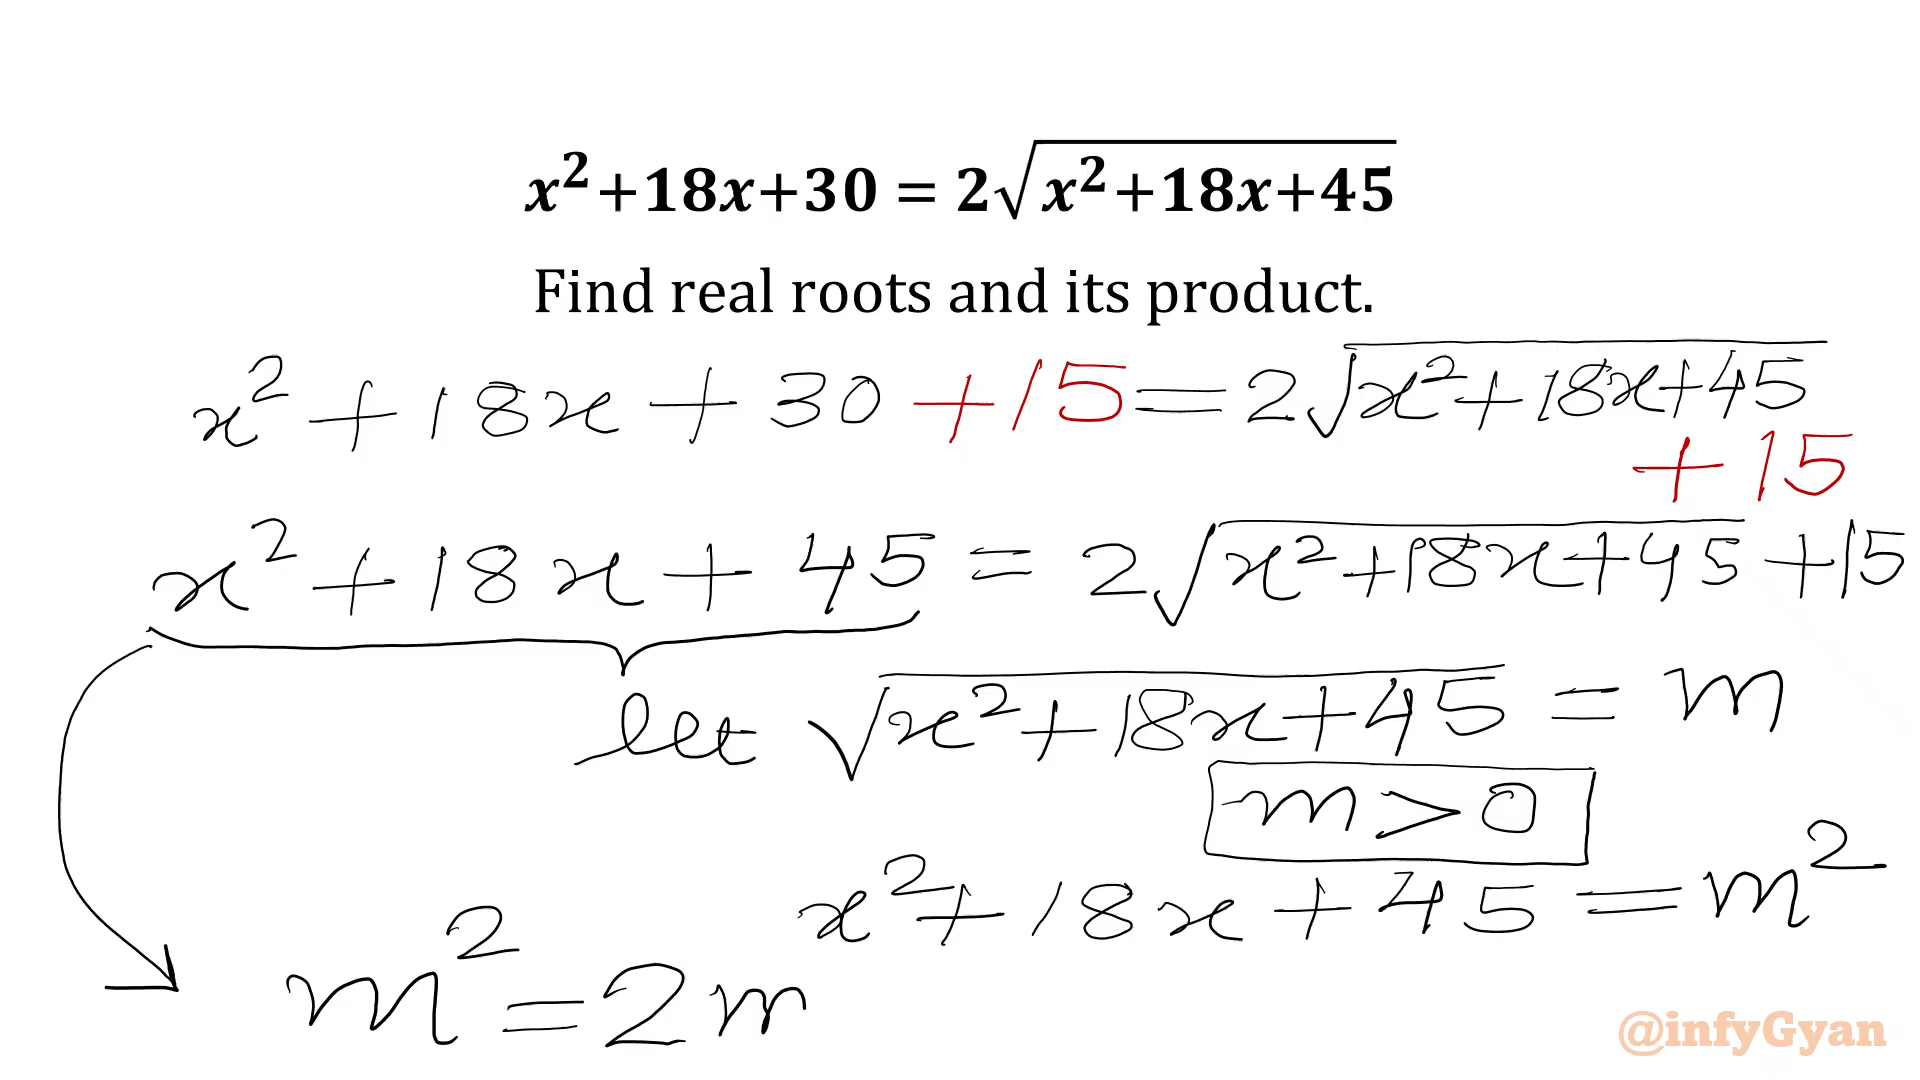 x²+18x+30 = 2√(x²+18x+45)
Find real roots and its product.
x² + 18x + 30 + 15 = 2√(x² + 18x + 45)
+ 15
x² + 18x + 45 = 2√(x² + 18x + 45) + 15
let √(x² + 18x + 45) = m
m > 0
x² + 18x + 45 = m²
m² = 2m
@infyGyan